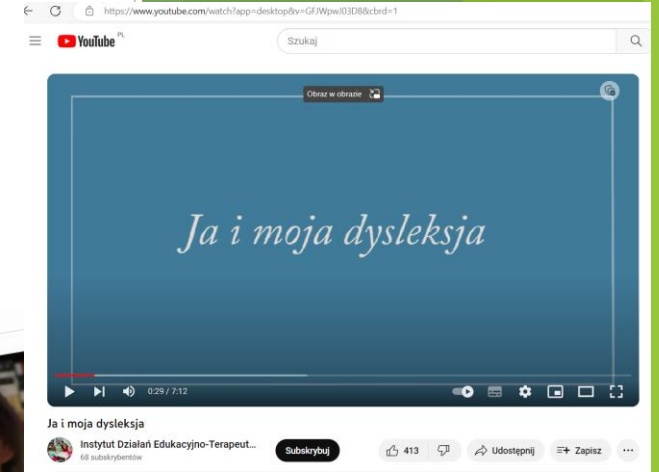 https://www.youtube.com/watch?app=desktop&v=GFJWpwJ03D8&cbrd=1
YouTube PL
Szukaj
Obraz w obrazie
Ja i moja dysleksja
0:29 / 7:12
Ja i moja dysleksja
Instytut Działań Edukacyjno-Terapeut...
68 subskrybentów
Subskrybuj
413
Udostępnij
Zapisz